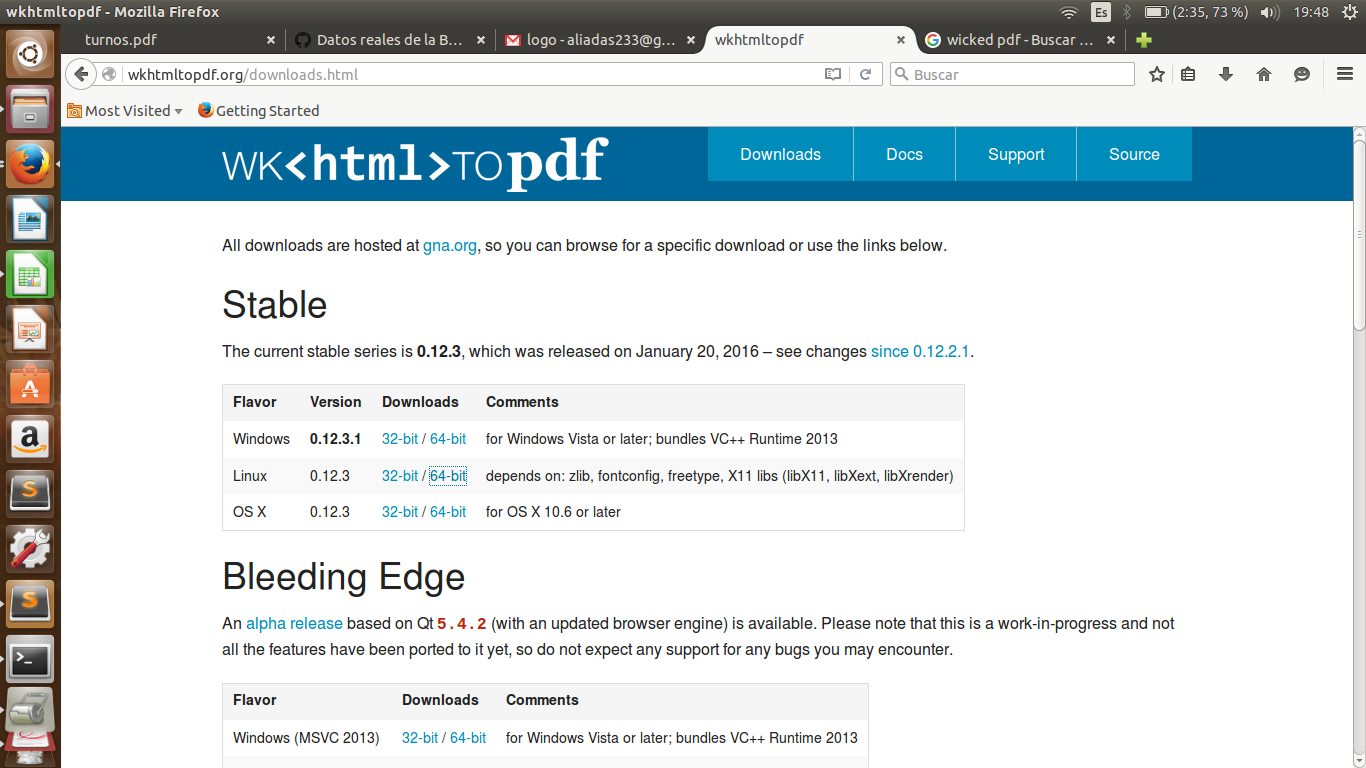 wkhtmltopdf - Mozilla Firefox
Es
(2:35, 73 %)
19:48
turnos.pdf
Datos reales de la B...
logo - aliadas233@g...
wkhtmltopdf
wicked pdf - Buscar ...
wkhtmltopdf.org/downloads.html
Buscar
Most Visited
Getting Started
WK<html>TOpdf
Downloads
Docs
Support
Source
All downloads are hosted at gna.org, so you can browse for a specific download or use the links below.
Stable
The current stable series is 0.12.3, which was released on January 20, 2016 – see changes since 0.12.2.1.
Flavor Version Downloads Comments
Windows 0.12.3.1 32-bit / 64-bit for Windows Vista or later; bundles VC++ Runtime 2013
Linux 0.12.3 32-bit / 64-bit depends on: zlib, fontconfig, freetype, X11 libs (libX11, libXext, libXrender)
OS X 0.12.3 32-bit / 64-bit for OS X 10.6 or later
Bleeding Edge
An alpha release based on Qt 5.4.2 (with an updated browser engine) is available. Please note that this is a work-in-progress and not
all the features have been ported to it yet, so do not expect any support for any bugs you may encounter.
Flavor Downloads Comments
Windows (MSVC 2013) 32-bit / 64-bit for Windows Vista or later; bundles VC++ Runtime 2013